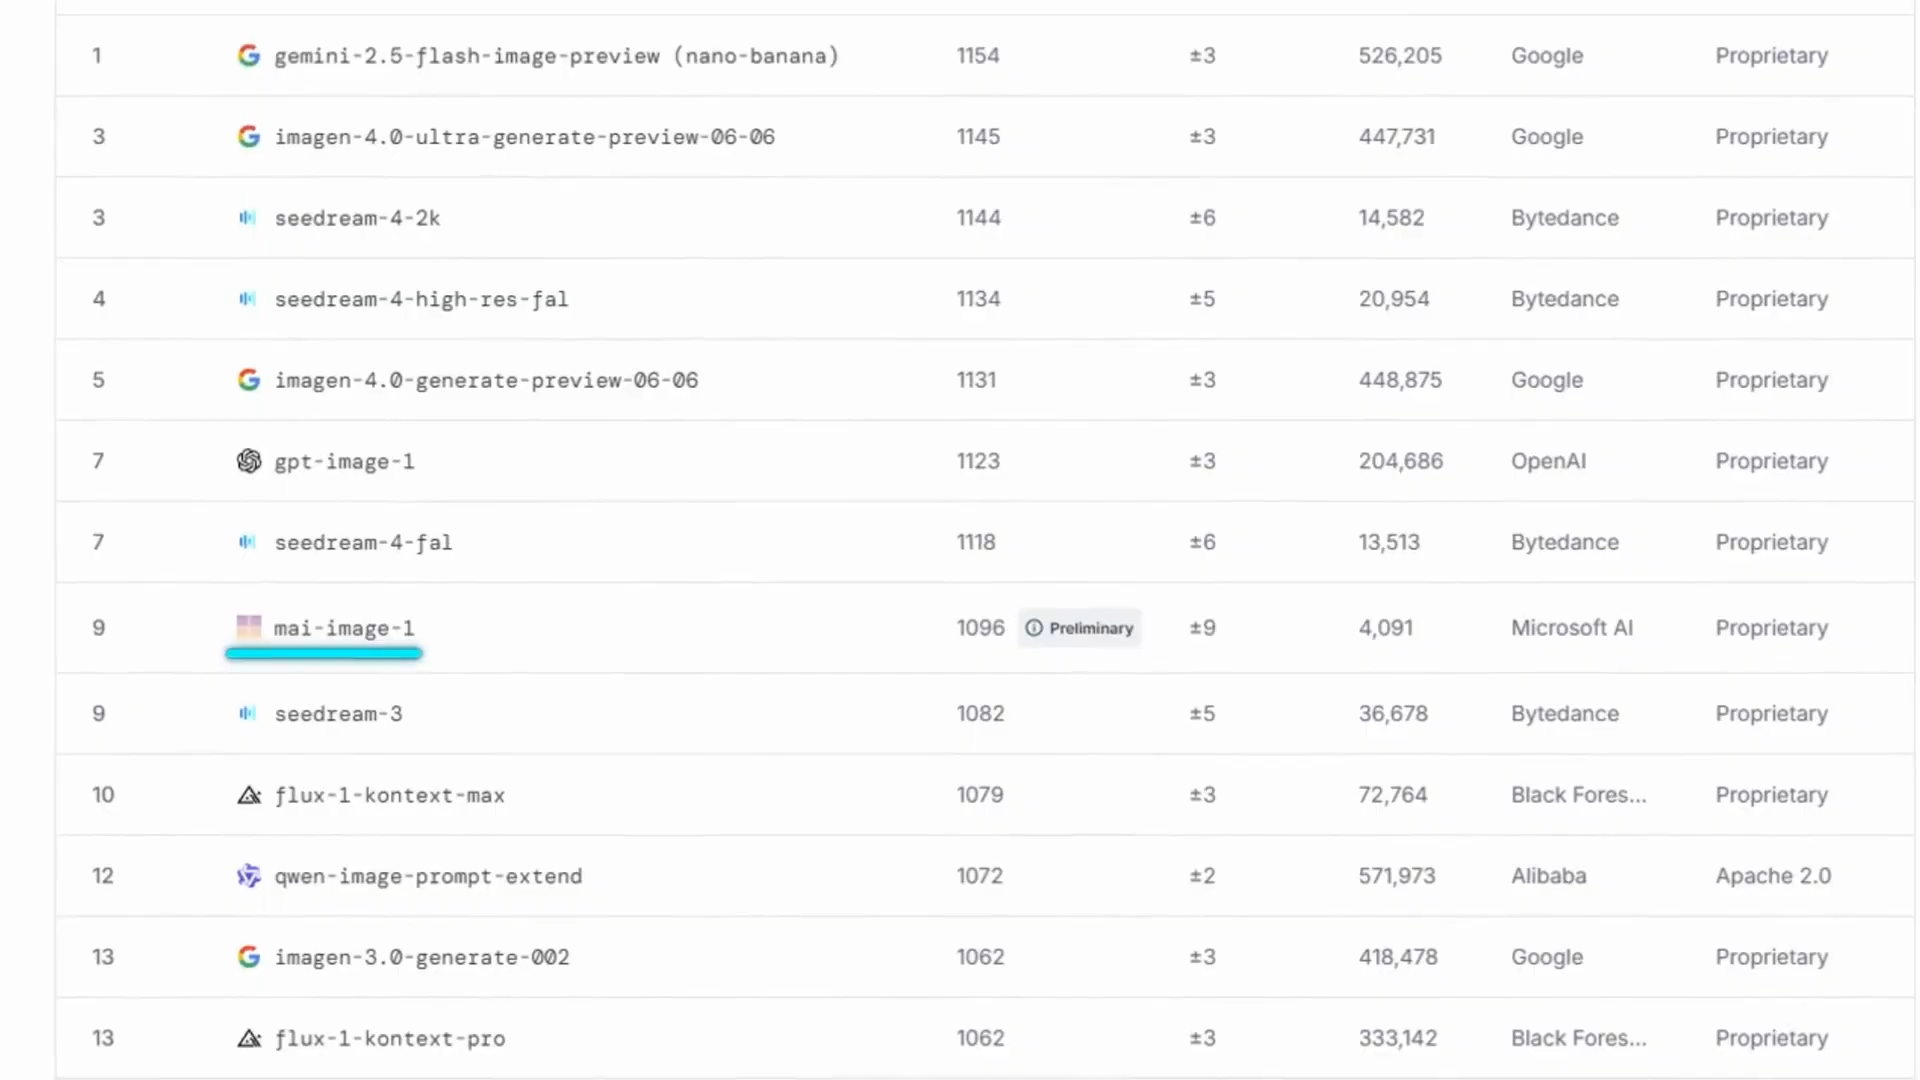 1 gemini-2.5-flash-image-preview (nano-banana) 1154 ±3 526,205 Google Proprietary
3 imagen-4.0-ultra-generate-preview-06-06 1145 ±3 447,731 Google Proprietary
3 seedream-4-2k 1144 ±6 14,582 Bytedance Proprietary
4 seedream-4-high-res-fal 1134 ±5 20,954 Bytedance Proprietary
5 imagen-4.0-generate-preview-06-06 1131 ±3 448,875 Google Proprietary
7 gpt-image-1 1123 ±3 204,686 OpenAI Proprietary
7 seedream-4-fal 1118 ±6 13,513 Bytedance Proprietary
9 mai-image-1 1096 Preliminary ±9 4,091 Microsoft AI Proprietary
9 seedream-3 1082 ±5 36,678 Bytedance Proprietary
10 flux-1-kontext-max 1079 ±3 72,764 Black Fores... Proprietary
12 qwen-image-prompt-extend 1072 ±2 571,973 Alibaba Apache 2.0
13 imagen-3.0-generate-002 1062 ±3 418,478 Google Proprietary
13 flux-1-kontext-pro 1062 ±3 333,142 Black Fores... Proprietary